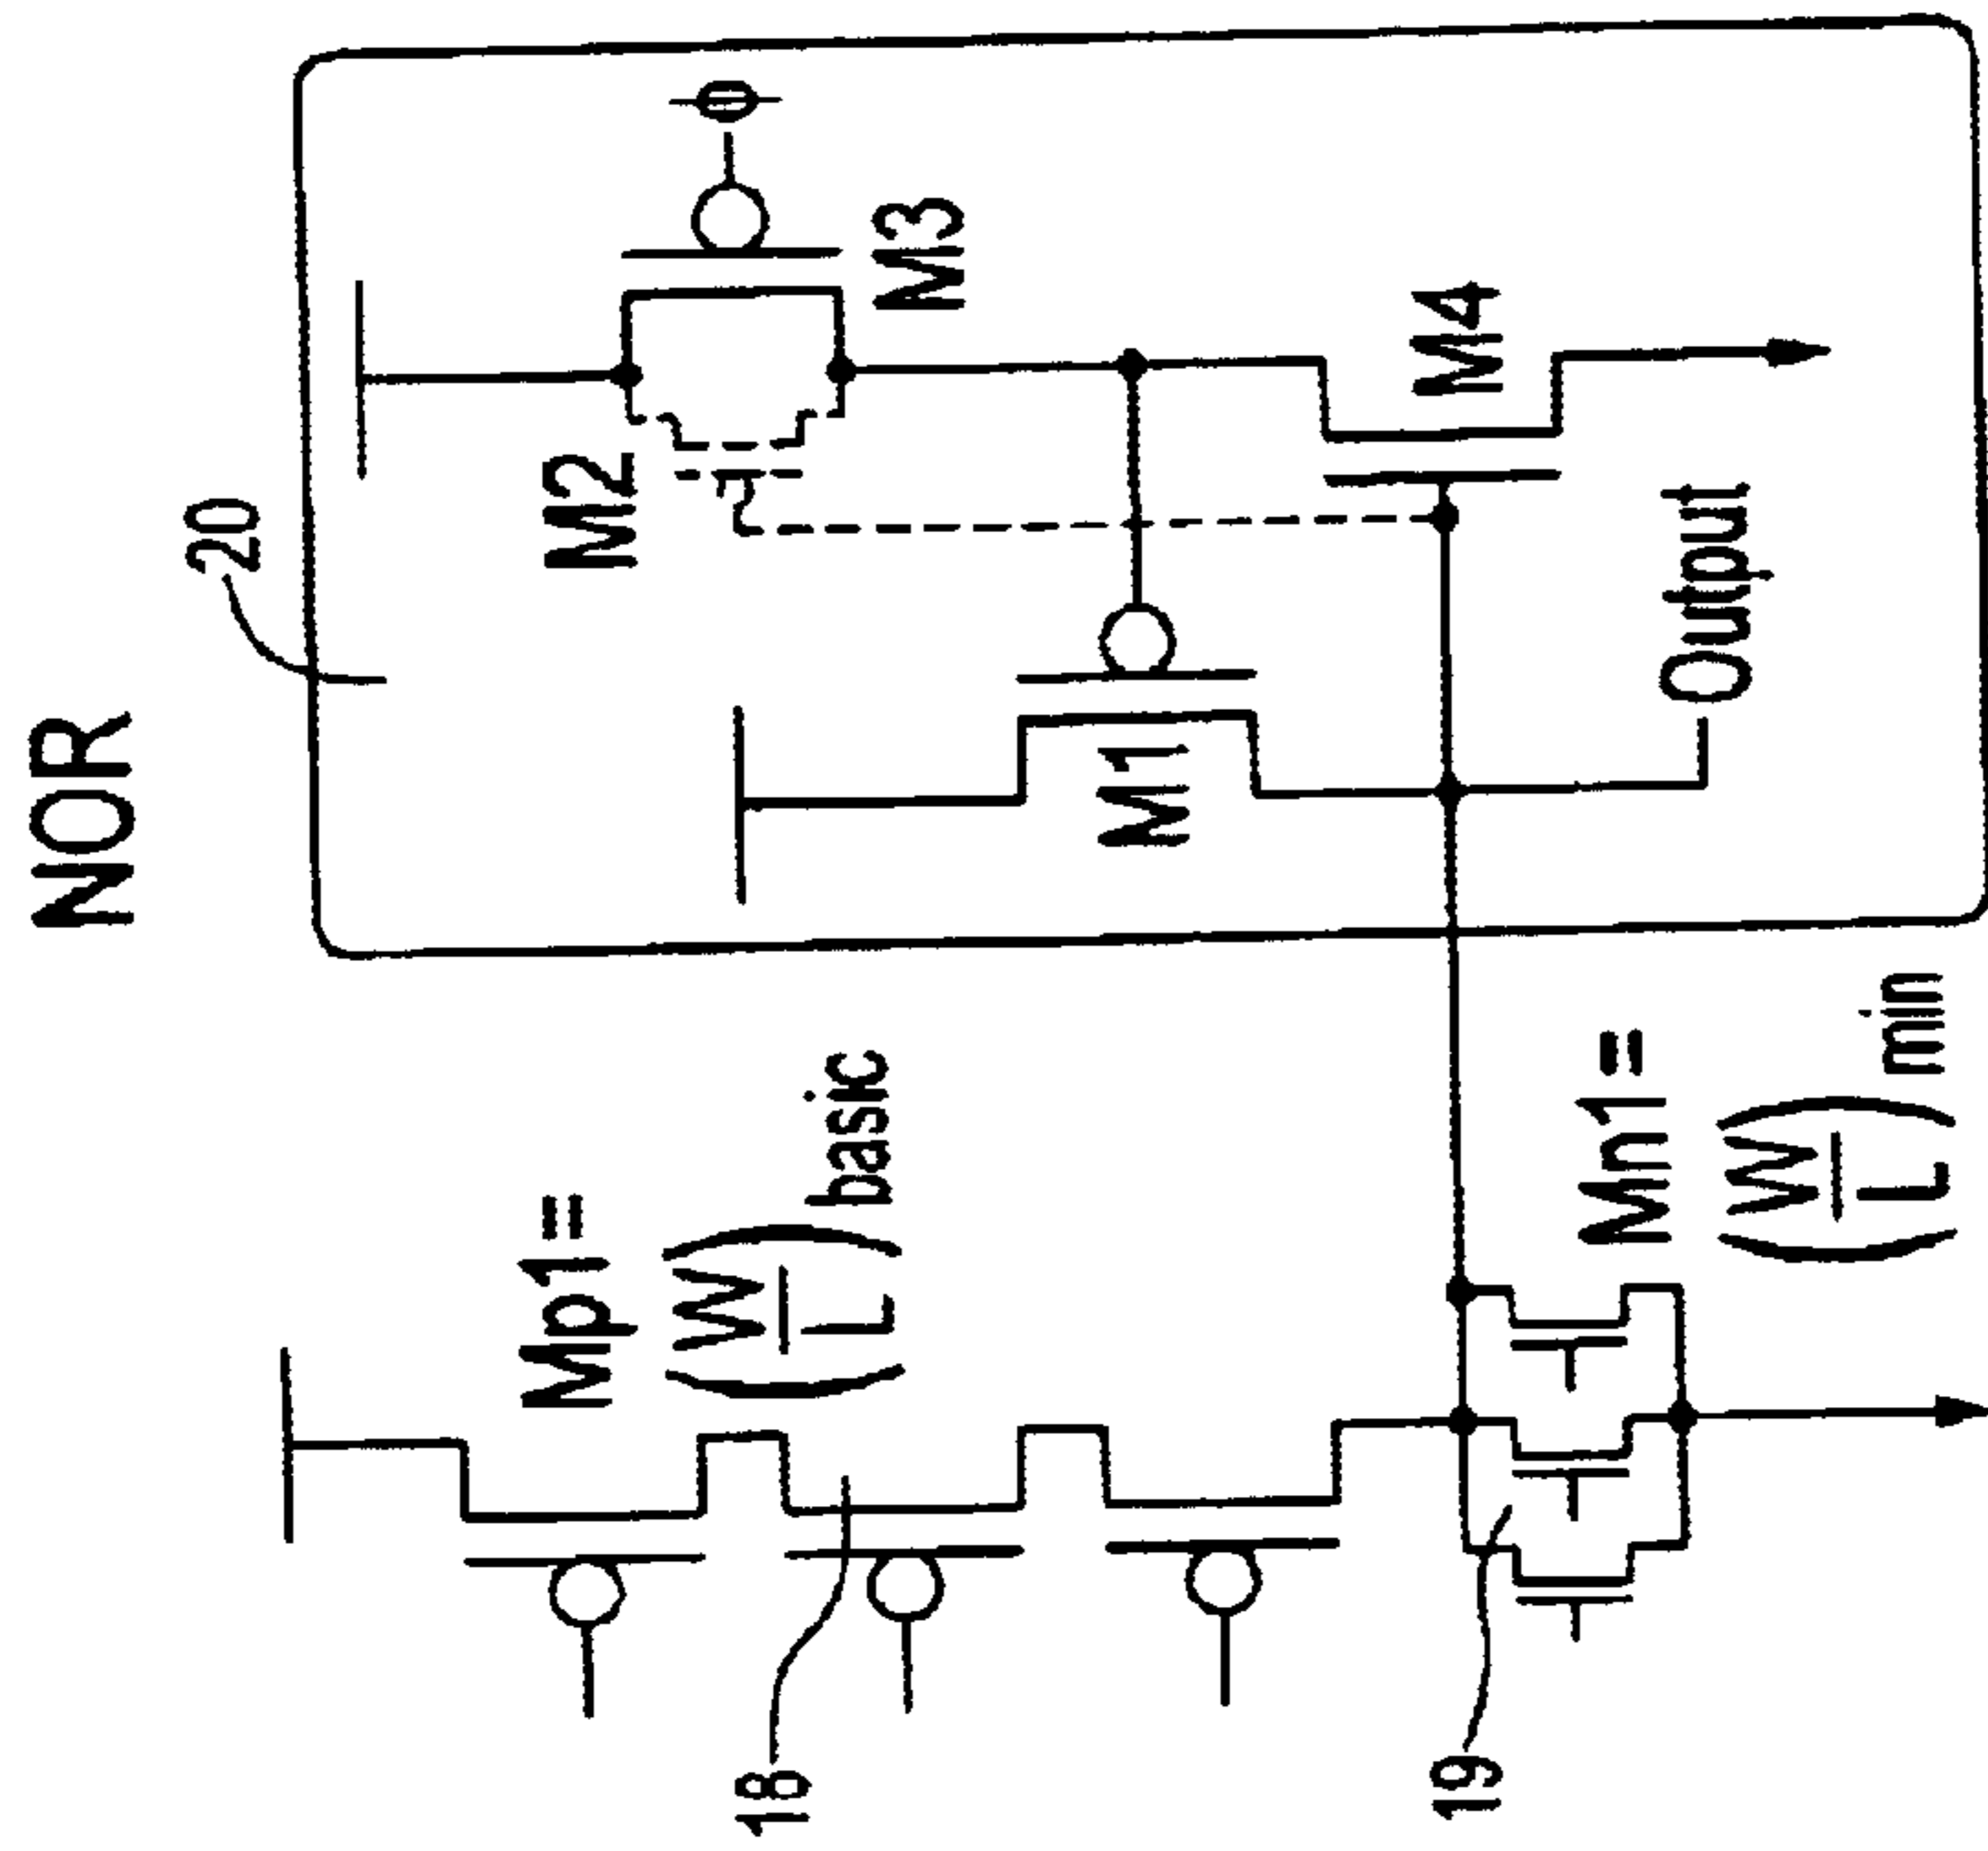 NOR
20
ϕ
M2
M3
M1
M4
Output
Mp1=
(W/L) basic
Mn1=
(W/L) min
18
19